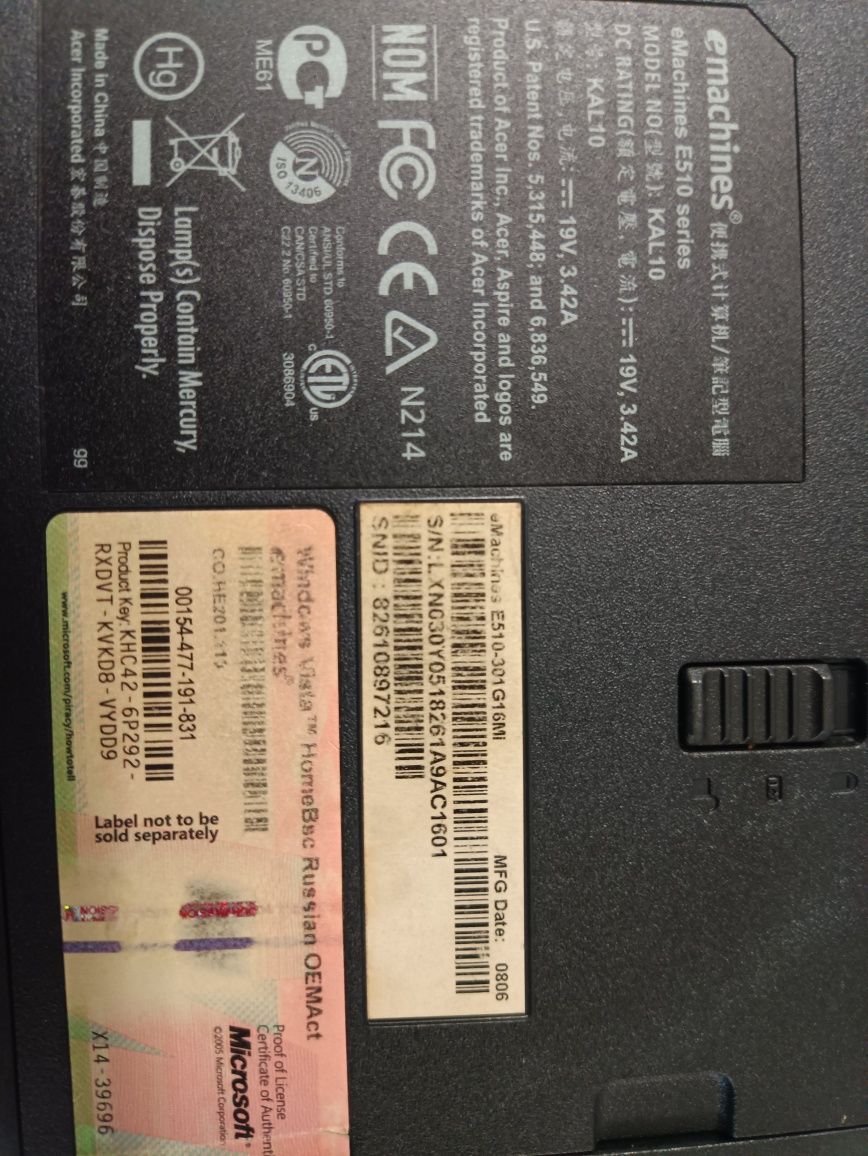 emachines® 便携式计算机/筆記型電腦
eMachines E510 series
MODEL NO(型號): KAL10
DC RATING(額定電壓, 電流): 19V, 3.42A
型号: KAL10
额定电压, 电流: 19V, 3.42A
U.S. Patent Nos. 5,315,448; and 6,836,549.
Product of Acer Inc., Acer, Aspire and logos are
registered trademarks of Acer Incorporated
NOM FC CE N214
ME61
N
ISO 13406
Conforms to
ANSI/UL STD. 60950-1
Certified to
CAN/CSA STD.
C22.2 No. 60950-1
C ETL US
3086904
Hg
Lamp(s) Contain Mercury,
Dispose Properly.
Made in China 中国制造
Acer Incorporated 宏碁股份有限公司
99
eMachines E510-301G16Mi
MFG Date: 0806
S/N:LXN030Y0518261A9AC1601
SNID : 82610897216
Windows Vista™ HomeBsc Russian OEMAct
emachines®
00154-477-191-831
Product Key: KHC42-6P292-
RXDVT-KVKD8-VYDD9
www.microsoft.com/piracy/howtotell
Label not to be
sold separately
Proof of License
Certificate of
Microsoft®
©2005 Microsoft Corporation
X14-39696